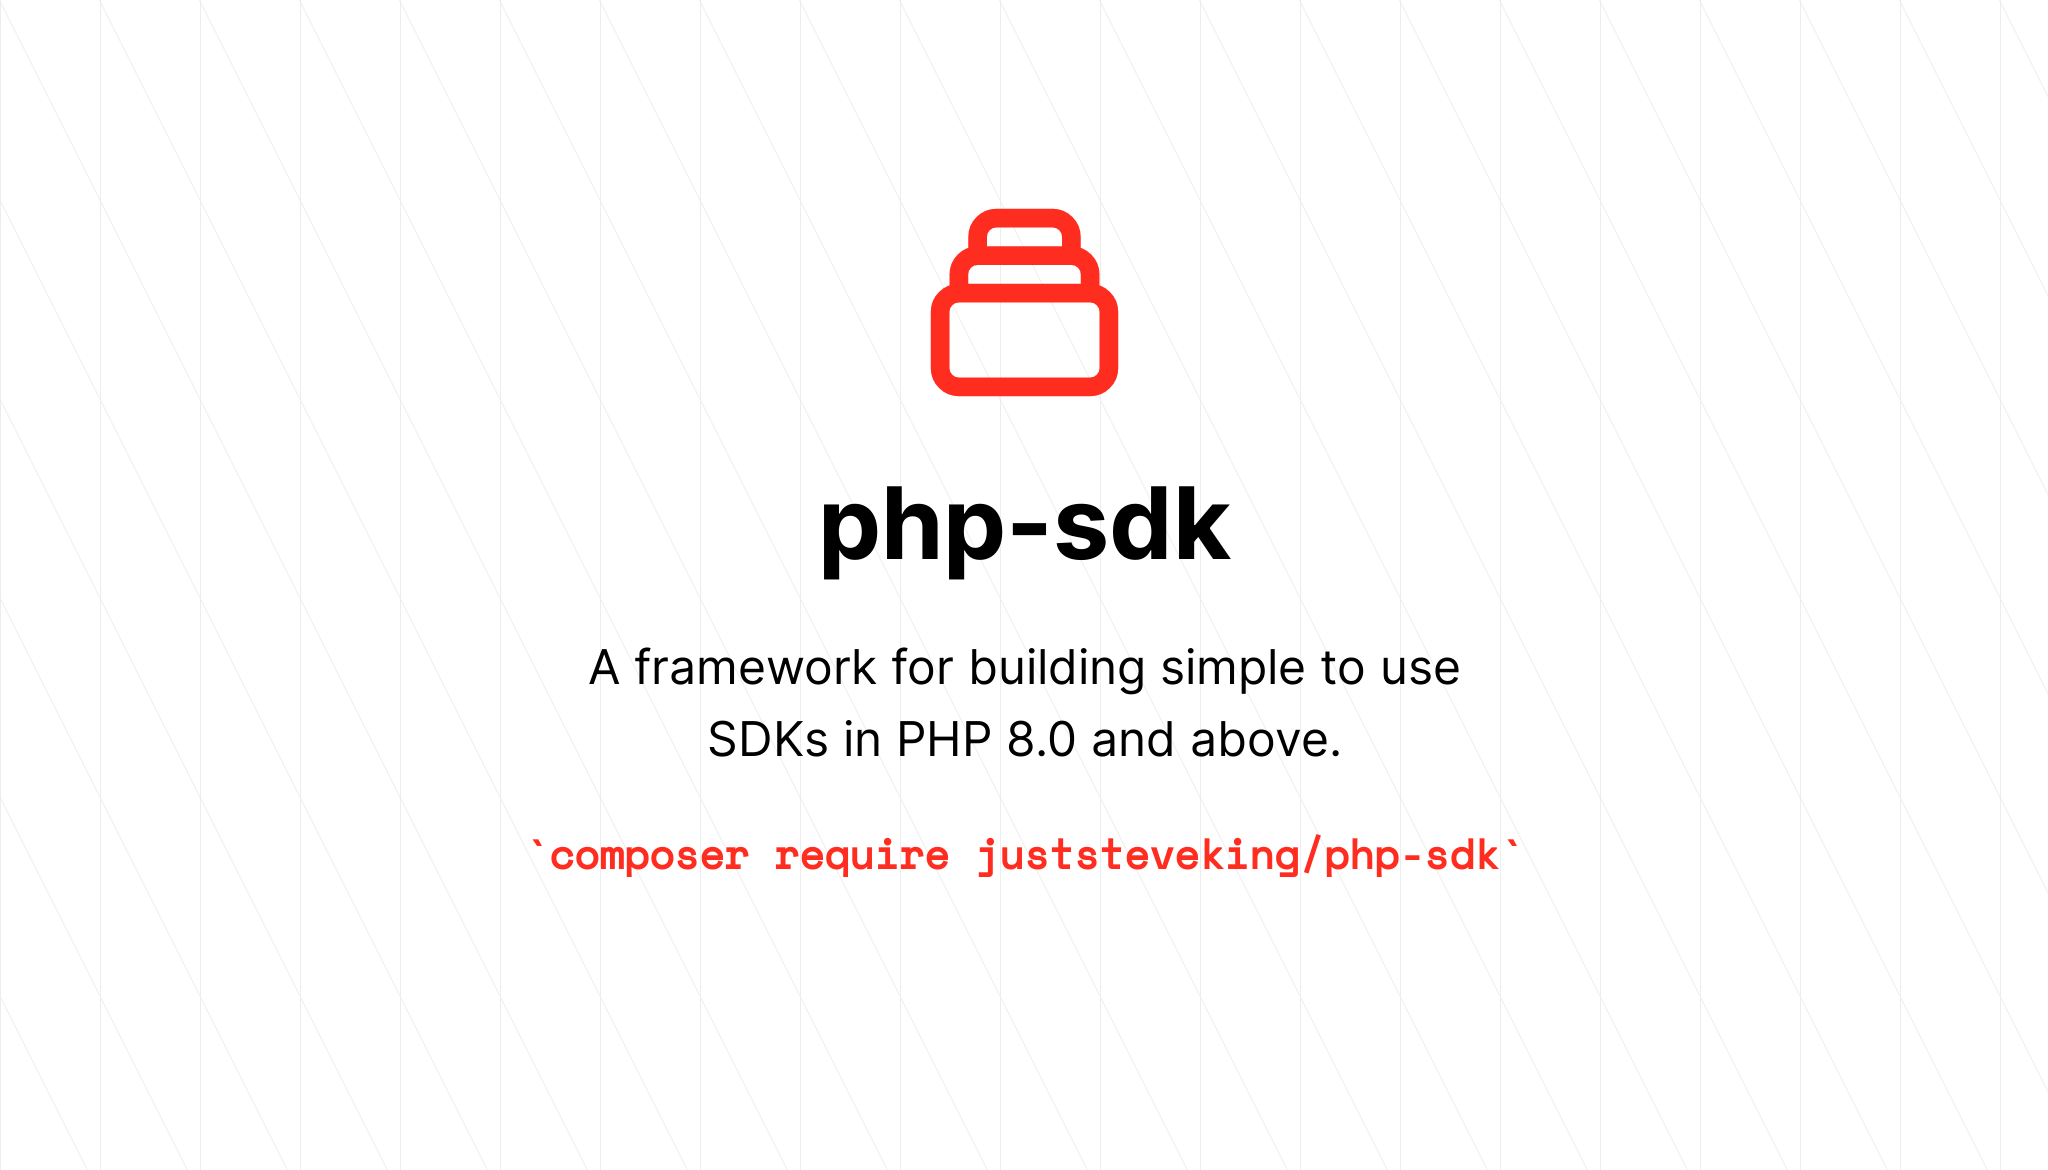 php-sdk
A framework for building simple to use
SDKs in PHP 8.0 and above.
`composer require juststeveking/php-sdk`